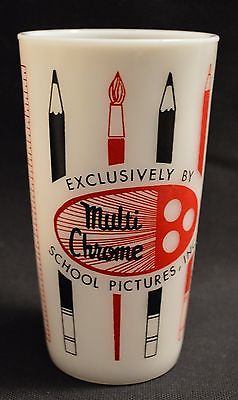 EXCLUSIVELY BY
Multi
Chrome
SCHOOL PICTURES, INC